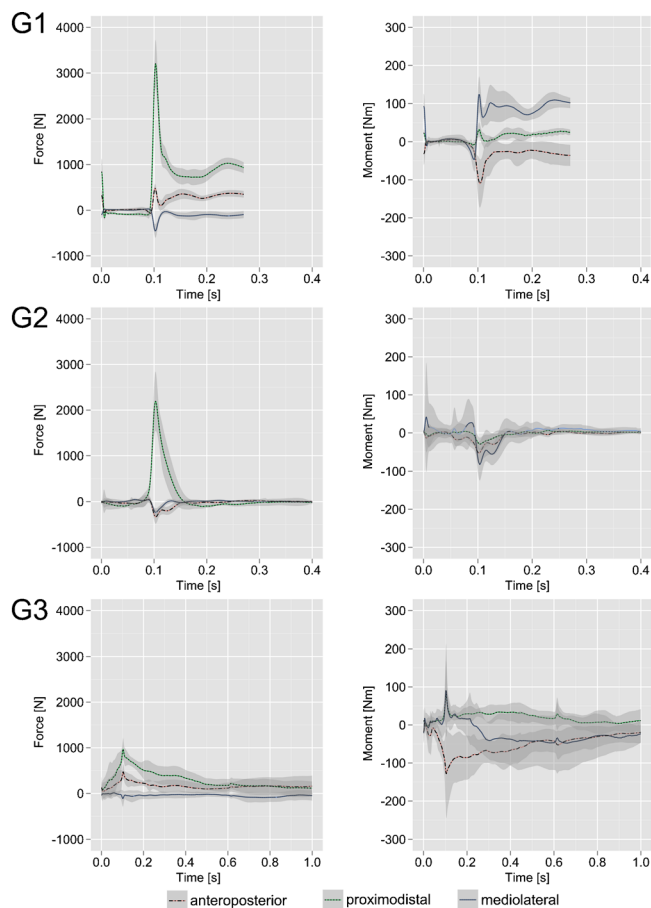 G1
4000
3000
2000
1000
0
-1000
Force [N]
0.0 0.1 0.2 0.3 0.4
Time [s]
300
200
100
0
-100
-200
-300
Moment [Nm]
0.0 0.1 0.2 0.3 0.4
Time [s]
G2
4000
3000
2000
1000
0
-1000
Force [N]
0.0 0.1 0.2 0.3 0.4
Time [s]
300
200
100
0
-100
-200
-300
Moment [Nm]
0.0 0.1 0.2 0.3 0.4
Time [s]
G3
4000
3000
2000
1000
0
-1000
Force [N]
0.0 0.2 0.4 0.6 0.8 1.0
Time [s]
300
200
100
0
-100
-200
-300
Moment [Nm]
0.0 0.2 0.4 0.6 0.8 1.0
Time [s]
anteroposterior proximodistal mediolateral